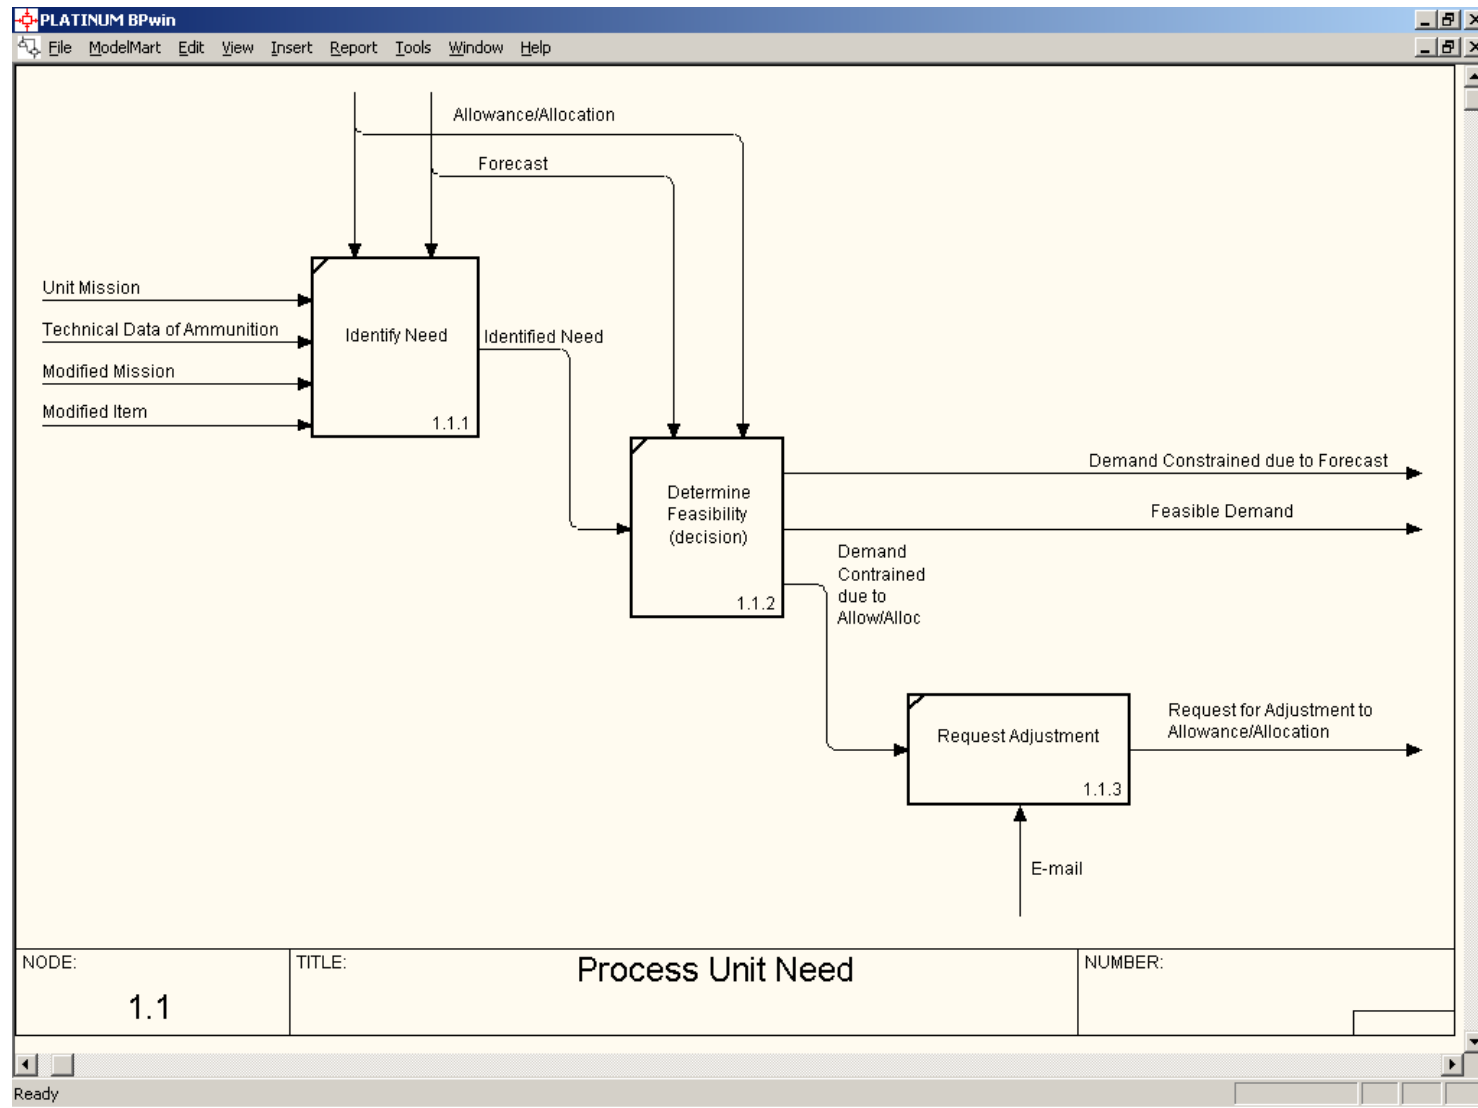 PLATINUM BPwin
File ModelMart Edit View Insert Report Tools Window Help
Allowance/Allocation
Forecast
Unit Mission
Technical Data of Ammunition
Modified Mission
Modified Item
Identify Need
1.1.1
Identified Need
Determine
Feasibility
(decision)
1.1.2
Demand Constrained due to Forecast
Feasible Demand
Demand
Contrained
due to
Allow/Alloc
Request Adjustment
1.1.3
Request for Adjustment to
Allowance/Allocation
E-mail
NODE:
1.1
TITLE:
Process Unit Need
NUMBER:
Ready